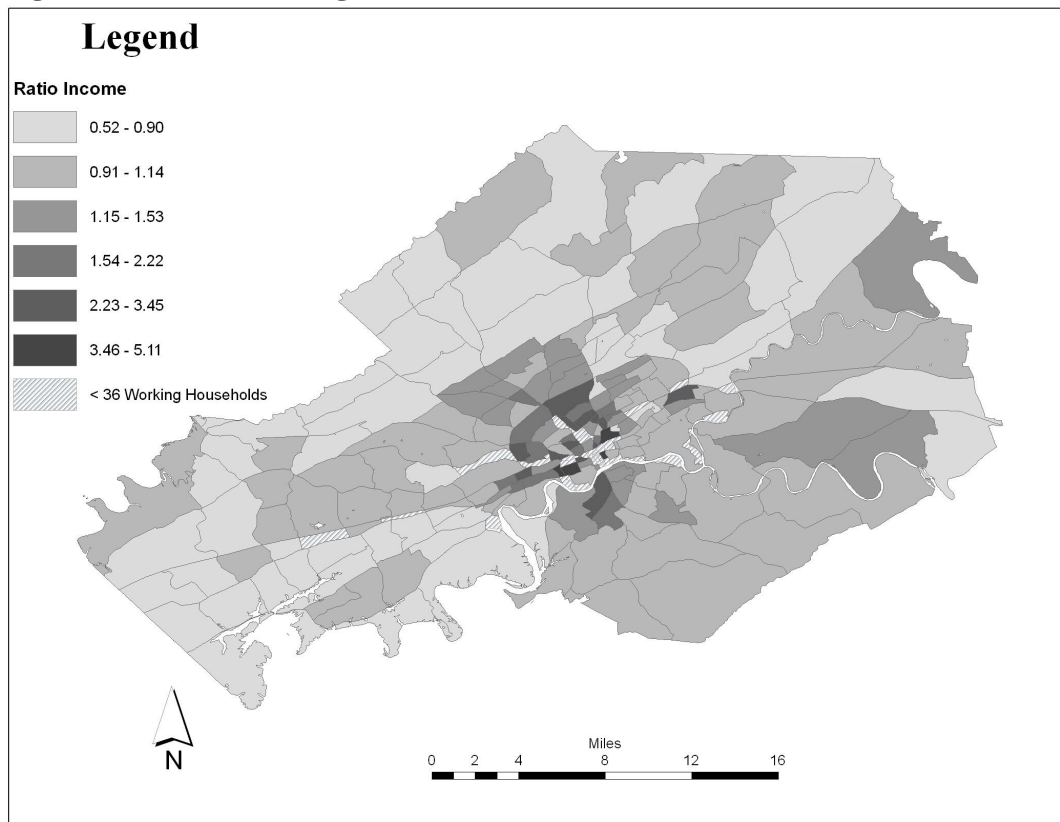 Legend
Ratio Income
0.52 - 0.90
0.91 - 1.14
1.15 - 1.53
1.54 - 2.22
2.23 - 3.45
3.46 - 5.11
< 36 Working Households
N
Miles
0 2 4 8 12 16